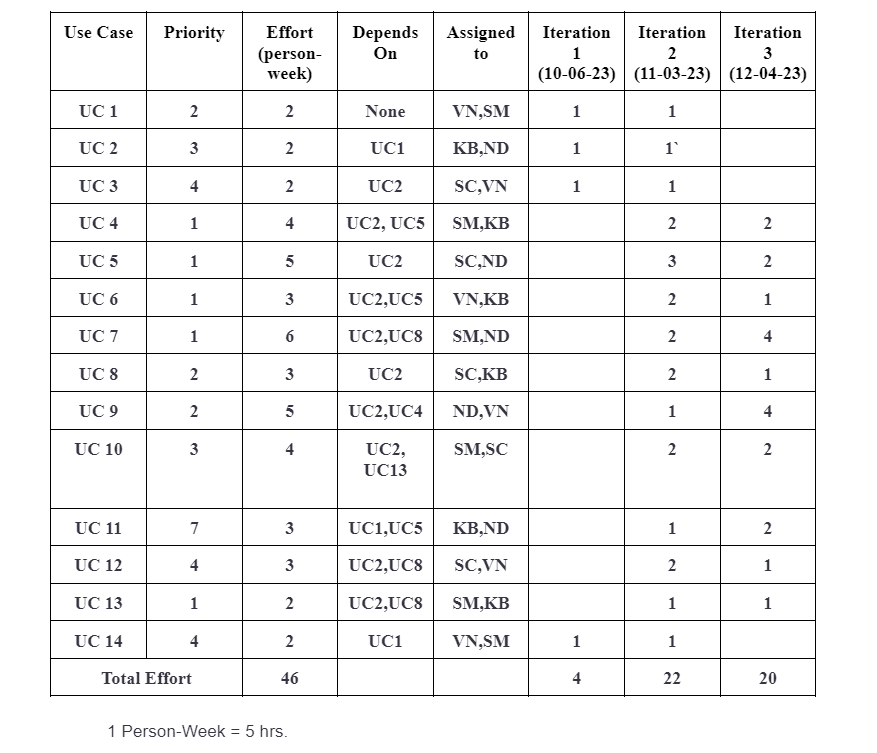 Use Case Priority Effort (person-week) Depends On Assigned to Iteration 1 (10-06-23) Iteration 2 (11-03-23) Iteration 3 (12-04-23)
UC 1 2 2 None VN,SM 1 1
UC 2 3 2 UC1 KB,ND 1 1`
UC 3 4 2 UC2 SC,VN 1 1
UC 4 1 4 UC2, UC5 SM,KB 2 2
UC 5 1 5 UC2 SC,ND 3 2
UC 6 1 3 UC2,UC5 VN,KB 2 1
UC 7 1 6 UC2,UC8 SM,ND 2 4
UC 8 2 3 UC2 SC,KB 2 1
UC 9 2 5 UC2,UC4 ND,VN 1 4
UC 10 3 4 UC2, UC13 SM,SC 2 2
UC 11 7 3 UC1,UC5 KB,ND 1 2
UC 12 4 3 UC2,UC8 SC,VN 2 1
UC 13 1 2 UC2,UC8 SM,KB 1 1
UC 14 4 2 UC1 VN,SM 1 1
Total Effort 46 4 22 20
1 Person-Week = 5 hrs.